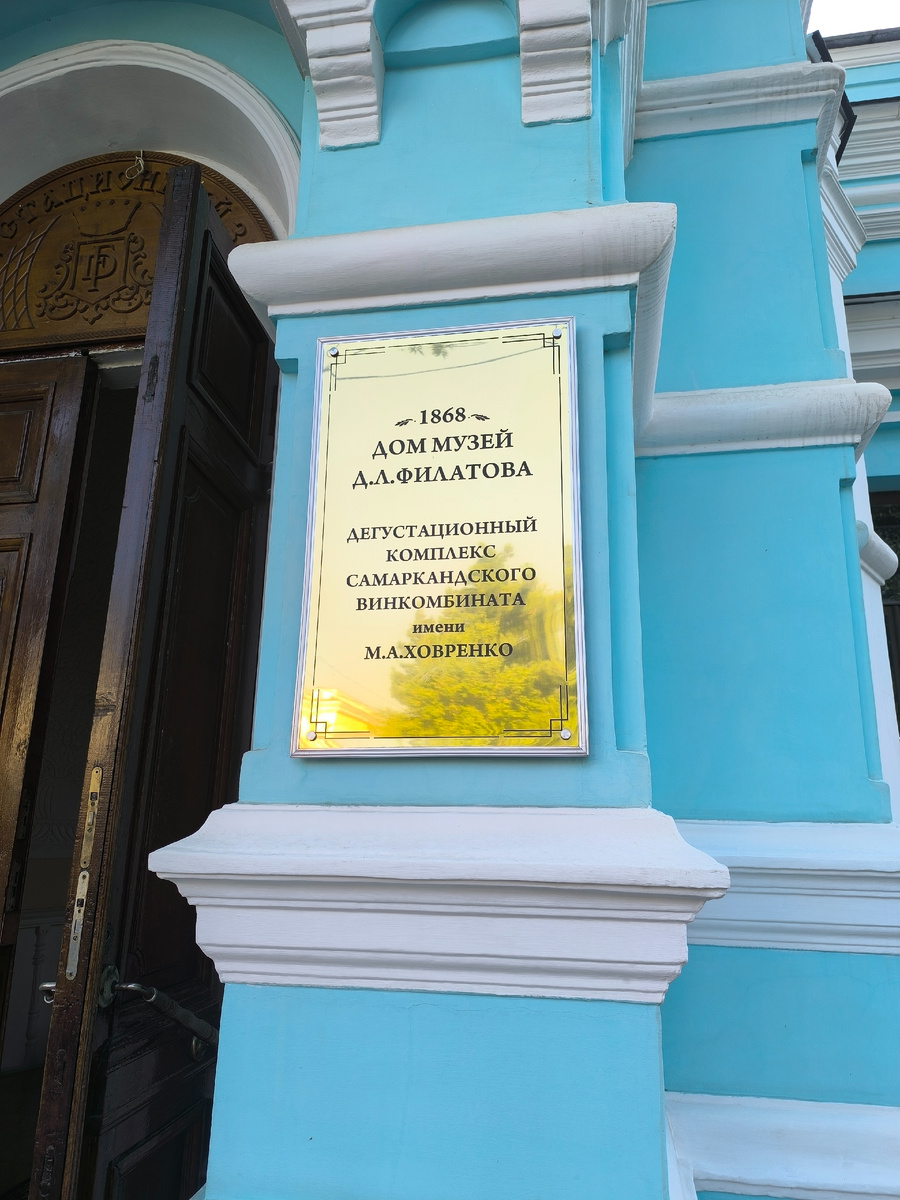 1868
ДОМ МУЗЕЙ
Д.Л.ФИЛАТОВА
ДЕГУСТАЦИОННЫЙ
КОМПЛЕКС
САМАРКАНДСКОГО
ВИНКОМБИНАТА
имени
М.А.ХОВРЕНКО